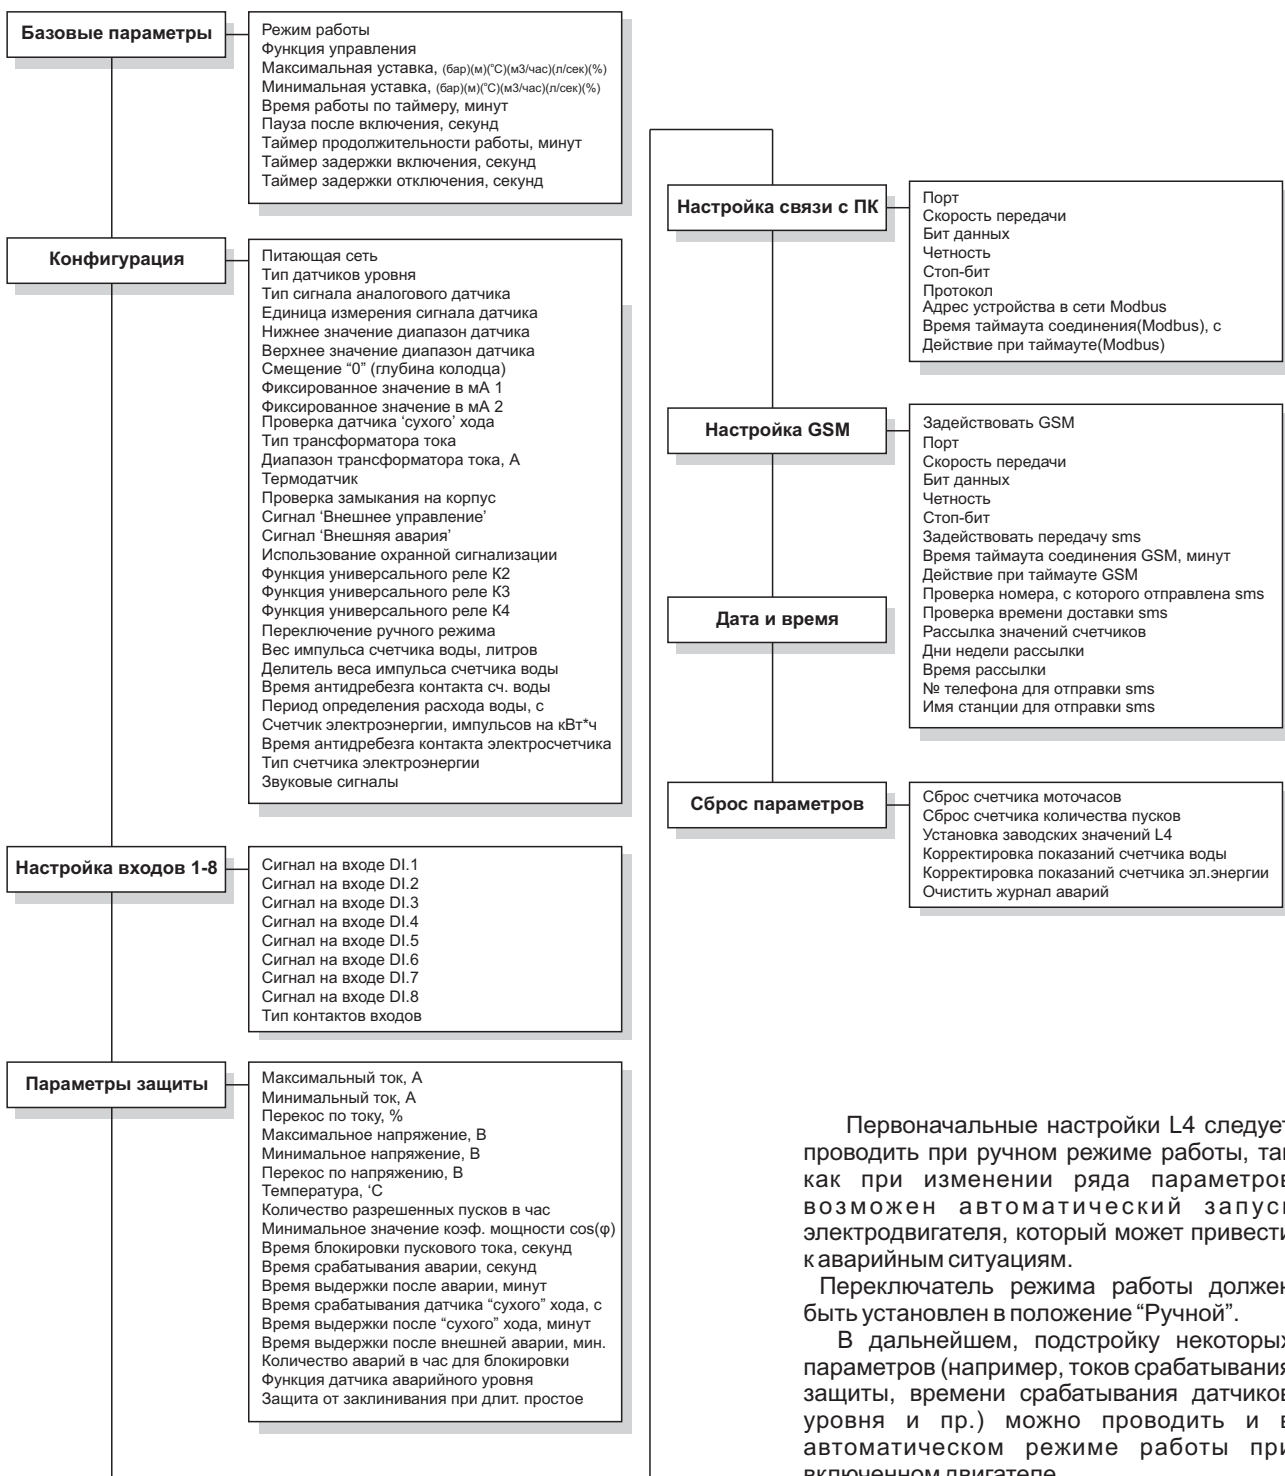 Базовые параметры
Режим работы
Функция управления
Максимальная уставка, (бар)(м)(°С)(м3/час)(л/сек)(%)
Минимальная уставка, (бар)(м)(°С)(м3/час)(л/сек)(%)
Время работы по таймеру, минут
Пауза после включения, секунд
Таймер продолжительности работы, минут
Таймер задержки включения, секунд
Таймер задержки отключения, секунд
Конфигурация
Питающая сеть
Тип датчиков уровня
Тип сигнала аналогового датчика
Единица измерения сигнала датчика
Нижнее значение диапазон датчика
Верхнее значение диапазон датчика
Смещение “0” (глубина колодца)
Фиксированное значение в мА 1
Фиксированное значение в мА 2
Проверка датчика ‘сухого’ хода
Тип трансформатора тока
Диапазон трансформатора тока, А
Термодатчик
Проверка замыкания на корпус
Сигнал ‘Внешнее управление’
Сигнал ‘Внешняя авария’
Использование охранной сигнализации
Функция универсального реле К2
Функция универсального реле К3
Функция универсального реле К4
Переключение ручного режима
Вес импульса счетчика воды, литров
Делитель веса импульса счетчика воды
Время антидребезга контакта сч. воды
Период определения расхода воды, с
Счетчик электроэнергии, импульсов на кВт*ч
Время антидребезга контакта электросчетчика
Тип счетчика электроэнергии
Звуковые сигналы
Настройка входов 1-8
Сигнал на входе DI.1
Сигнал на входе DI.2
Сигнал на входе DI.3
Сигнал на входе DI.4
Сигнал на входе DI.5
Сигнал на входе DI.6
Сигнал на входе DI.7
Сигнал на входе DI.8
Тип контактов входов
Параметры защиты
Максимальный ток, А
Минимальный ток, А
Перекос по току, %
Максимальное напряжение, В
Минимальное напряжение, В
Перекос по напряжению, В
Температура, ‘С
Количество разрешенных пусков в час
Минимальное значение коэф. мощности cos(φ)
Время блокировки пускового тока, секунд
Время срабатывания аварии, секунд
Время выдержки после аварии, минут
Время срабатывания датчика “сухого” хода, с
Время выдержки после “сухого” хода, минут
Время выдержки после внешней аварии, мин.
Количество аварий в час для блокировки
Функция датчика аварийного уровня
Защита от заклинивания при длит. простое
Настройка связи с ПК
Порт
Скорость передачи
Бит данных
Четность
Стоп-бит
Протокол
Адрес устройства в сети Modbus
Время таймаута соединения(Modbus), с
Действие при таймауте(Modbus)
Настройка GSM
Задействовать GSM
Порт
Скорость передачи
Бит данных
Четность
Стоп-бит
Задействовать передачу sms
Время таймаута соединения GSM, минут
Действие при таймауте GSM
Проверка номера, с которого отправлена sms
Проверка времени доставки sms
Рассылка значений счетчиков
Дни недели рассылки
Время рассылки
№ телефона для отправки sms
Имя станции для отправки sms
Дата и время
Сброс параметров
Сброс счетчика моточасов
Сброс счетчика количества пусков
Установка заводских значений L4
Корректировка показаний счетчика воды
Корректировка показаний счетчика эл.энергии
Очистить журнал аварий
Первоначальные настройки L4 следует
проводить при ручном режиме работы, так
как при изменении ряда параметров
возможен автоматический запуск
электродвигателя, который может привести
к аварийным ситуациям.
Переключатель режима работы должен
быть установлен в положение “Ручной”.
В дальнейшем, подстройку некоторых
параметров (например, токов срабатывания
защиты, времени срабатывания датчиков
уровня и пр.) можно проводить и в
автоматическом режиме работы при
включенном двигателе